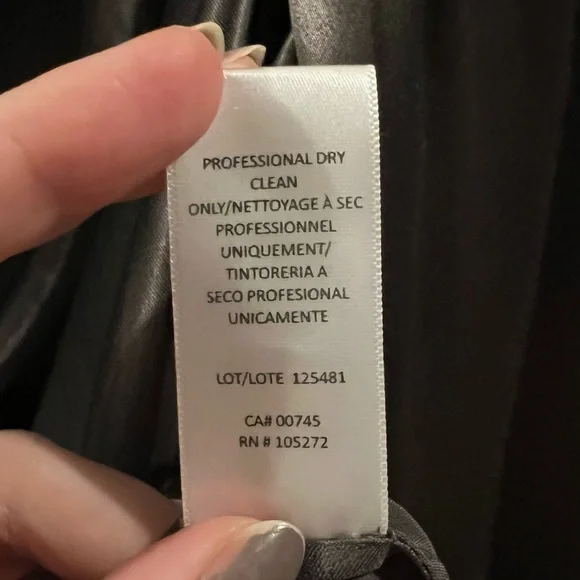 PROFESSIONAL DRY
CLEAN
ONLY/NETTOYAGE À SEC
PROFESSIONNEL
UNIQUEMENT/
TINTORERIA A
SECO PROFESIONAL
UNICAMENTE
LOT/LOTE 125481
CA# 00745
RN # 105272